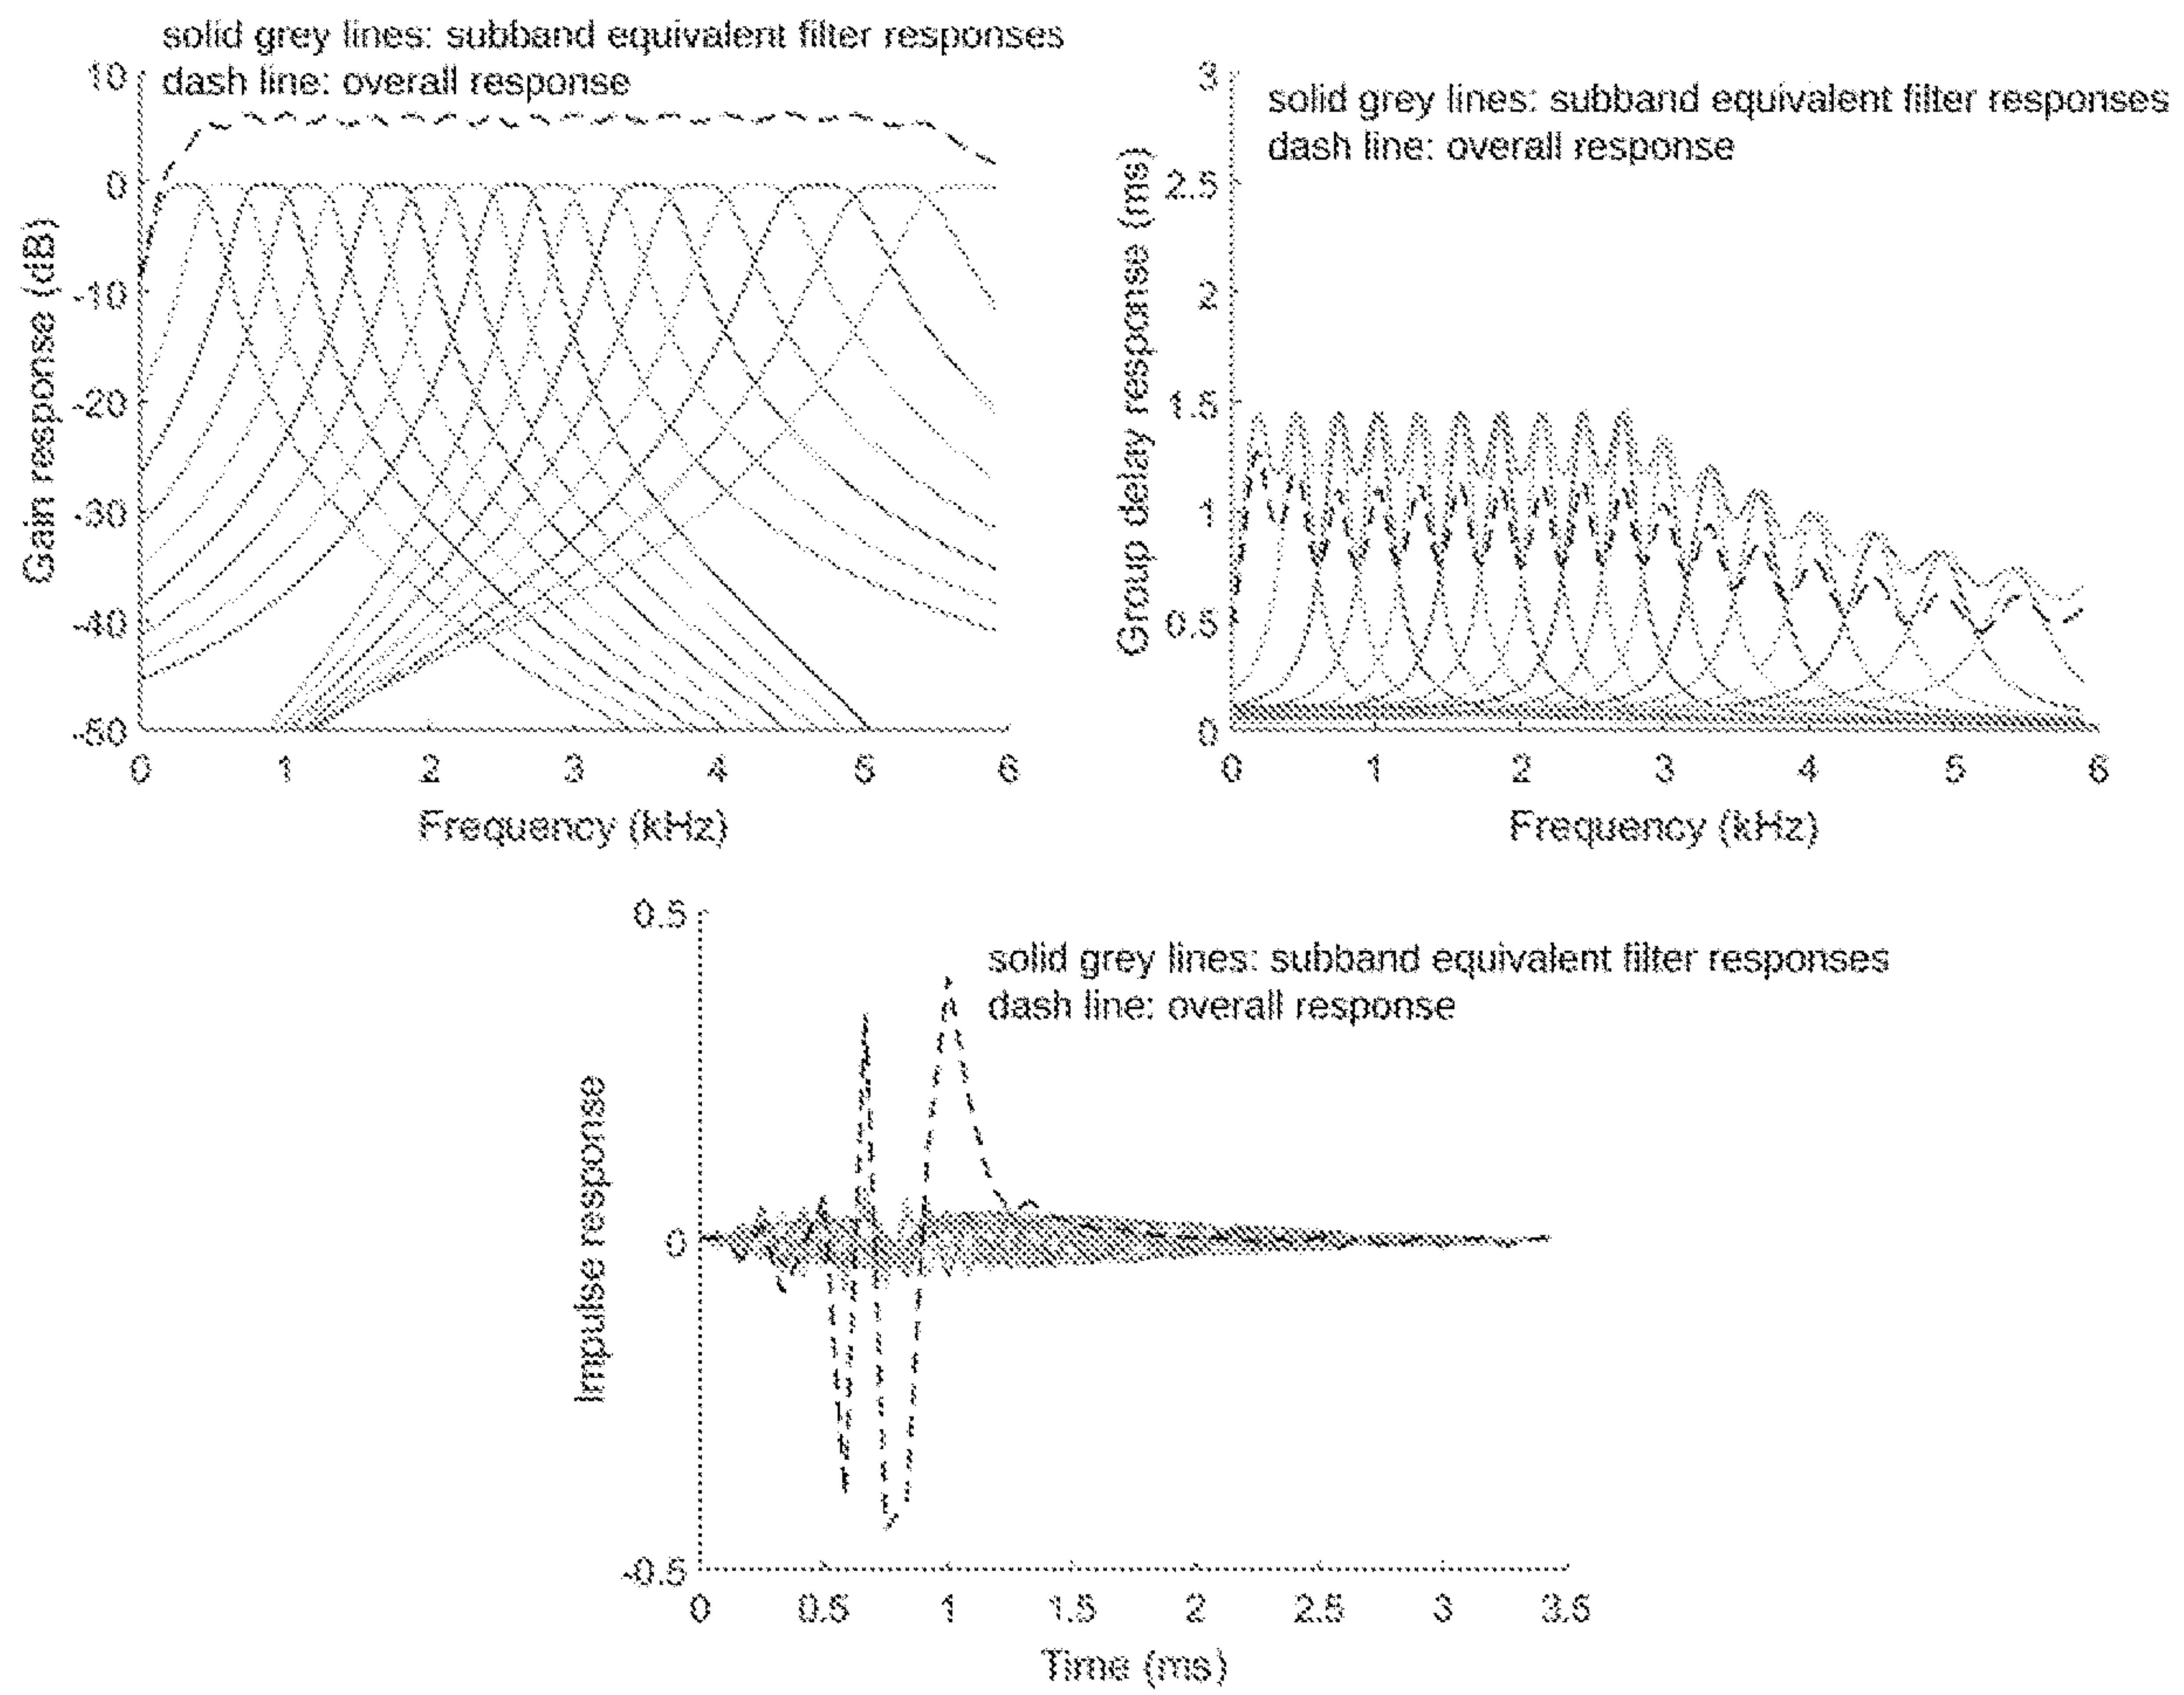 solid grey lines: subband equivalent filter responses
dash line: overall response
10
0
-10
-20
-30
-40
-50
Gain response (dB)
0 1 2 3 4 5 6
Frequency (kHz)
solid grey lines: subband equivalent filter responses
dash line: overall response
3
2.5
2
1.5
1
0.5
0
Group delay response (ms)
0 1 2 3 4 5 6
Frequency (kHz)
solid grey lines: subband equivalent filter responses
dash line: overall response
0.5
0
-0.5
Impulse response
0 0.5 1 1.5 2 2.5 3 3.5
Time (ms)